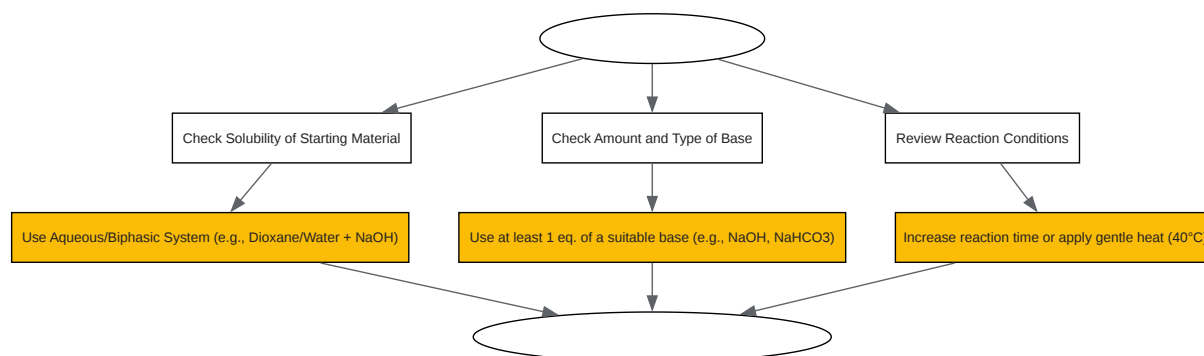 Check Solubility of Starting Material
Check Amount and Type of Base
Review Reaction Conditions
Use Aqueous/Biphasic System (e.g., Dioxane/Water + NaOH)
Use at least 1 eq. of a suitable base (e.g., NaOH, NaHCO3)
Increase reaction time or apply gentle heat (40°C)